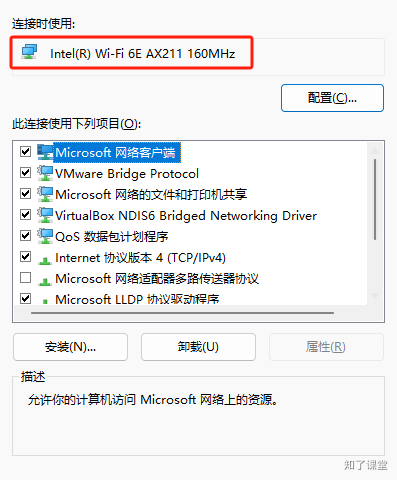 连接时使用:
Intel(R) Wi-Fi 6E AX211 160MHz
配置(C)...
此连接使用下列项目(O):
Microsoft 网络客户端
VMware Bridge Protocol
Microsoft 网络的文件和打印机共享
VirtualBox NDIS6 Bridged Networking Driver
QoS 数据包计划程序
Internet 协议版本 4 (TCP/IPv4)
Microsoft 网络适配器多路传送器协议
Microsoft LLDP 协议驱动程序
安装(N)...
卸载(U)
属性(R)
描述
允许你的计算机访问 Microsoft 网络上的资源。
知了课堂